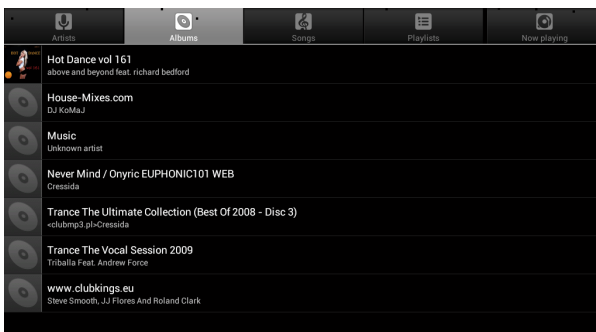 Artists
Albums
Songs
Playlists
Now playing
Hot Dance vol 161
above and beyond feat. richard bedford
House-Mixes.com
DJ KoMaJ
Music
Unknown artist
Never Mind / Onyric EUPHONIC101 WEB
Cressida
Trance The Ultimate Collection (Best Of 2008 - Disc 3)
<clubmp3.pl>Cressida
Trance The Vocal Session 2009
Triballa Feat. Andrew Force
www.clubkings.eu
Steve Smooth, JJ Flores And Roland Clark